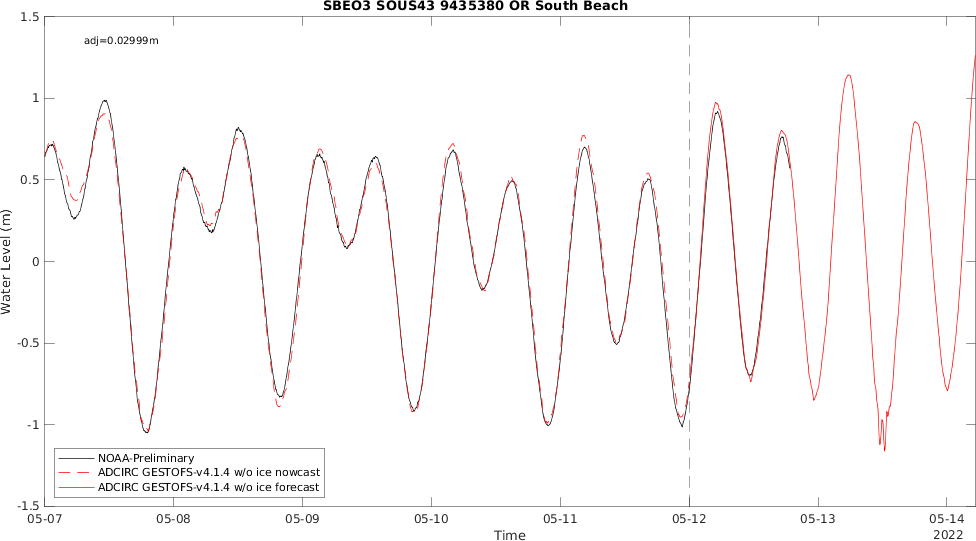 SBEO3 SOUS43 9435380 OR South Beach
adj=0.02999m
Water Level (m)
1.5
1
0.5
0
-0.5
-1
-1.5
NOAA-Preliminary
ADCIRC GESTOFS-v4.1.4 w/o ice nowcast
ADCIRC GESTOFS-v4.1.4 w/o ice forecast
05-07 05-08 05-09 05-10 05-11 05-12 05-13 05-14
Time
2022